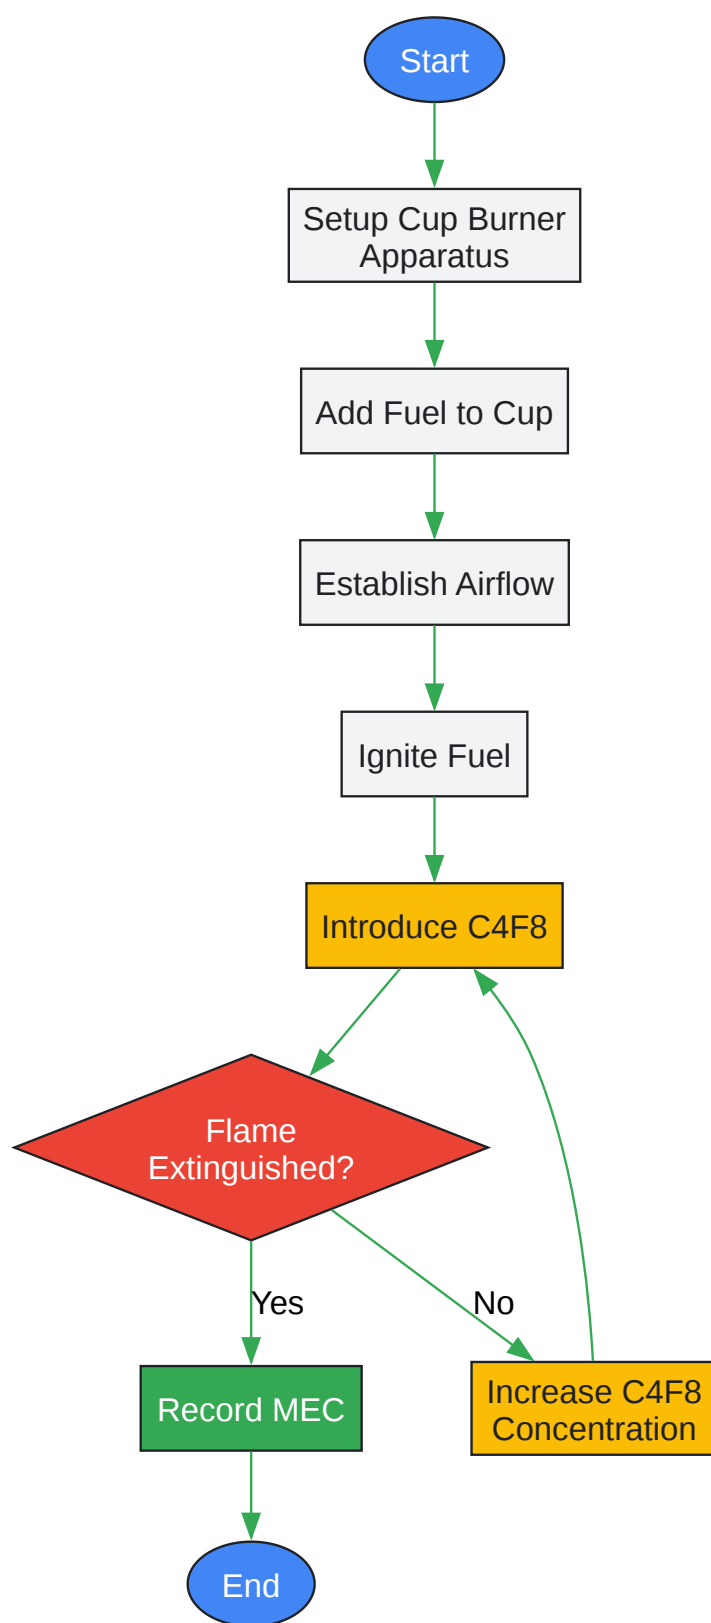 Start
Setup Cup Burner
Apparatus
Add Fuel to Cup
Establish Airflow
Ignite Fuel
Introduce C4F8
Flame
Extinguished?
Yes
No
Record MEC
Increase C4F8
Concentration
End